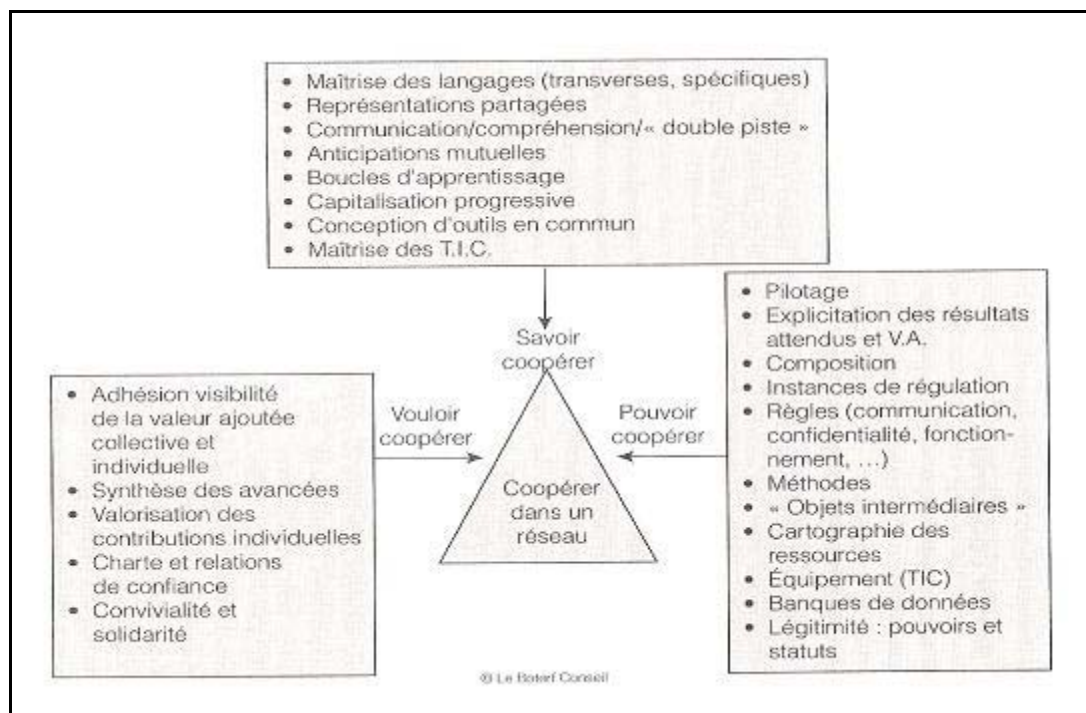 • Maîtrise des langages (transverses, spécifiques)
• Représentations partagées
• Communication/compréhension/« double piste »
• Anticipations mutuelles
• Boucles d'apprentissage
• Capitalisation progressive
• Conception d'outils en commun
• Maîtrise des T.I.C.
Savoir
coopérer
• Adhésion visibilité
de la valeur ajoutée
collective et
individuelle
• Synthèse des avancées
• Valorisation des
contributions individuelles
• Charte et relations
de confiance
• Convivialité et
solidarité
Vouloir
coopérer
Pouvoir
coopérer
Coopérer
dans un
réseau
• Pilotage
• Explicitation des résultats
attendus et V.A.
• Composition
• Instances de régulation
• Règles (communication,
confidentialité, fonction-
nement, …)
• Méthodes
• « Objets intermédiaires »
• Cartographie des
ressources
• Équipement (TIC)
• Banques de données
• Légitimité : pouvoirs et
statuts
© Le Boterf Conseil